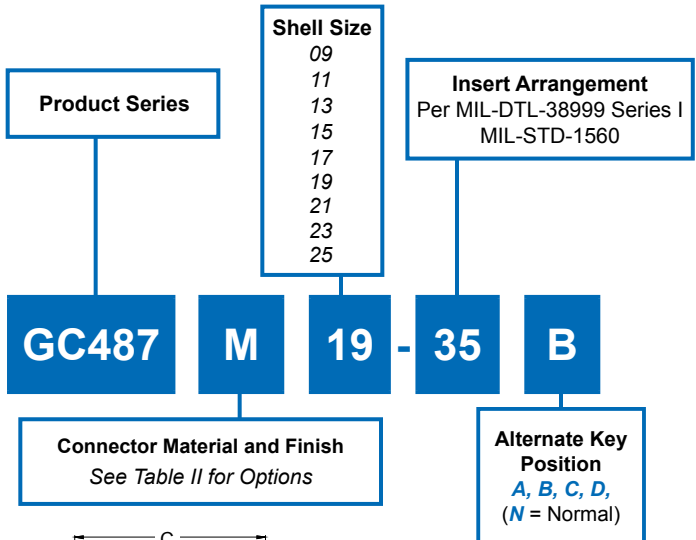 Shell Size
09
11
13
15
17
19
21
23
25
Product Series
Insert Arrangement
Per MIL-DTL-38999 Series I
MIL-STD-1560
GC487 M 19 - 35 B
Connector Material and Finish
See Table II for Options
Alternate Key
Position
A, B, C, D,
(N = Normal)
C